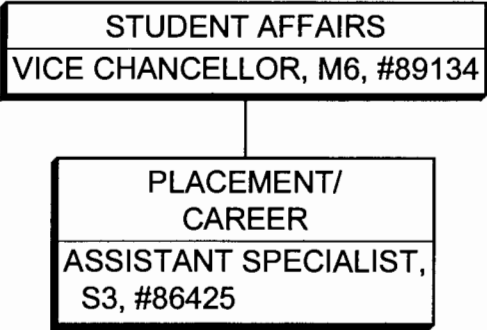 STUDENT AFFAIRS
VICE CHANCELLOR, M6, #89134
PLACEMENT/
CAREER
ASSISTANT SPECIALIST,
S3, #86425